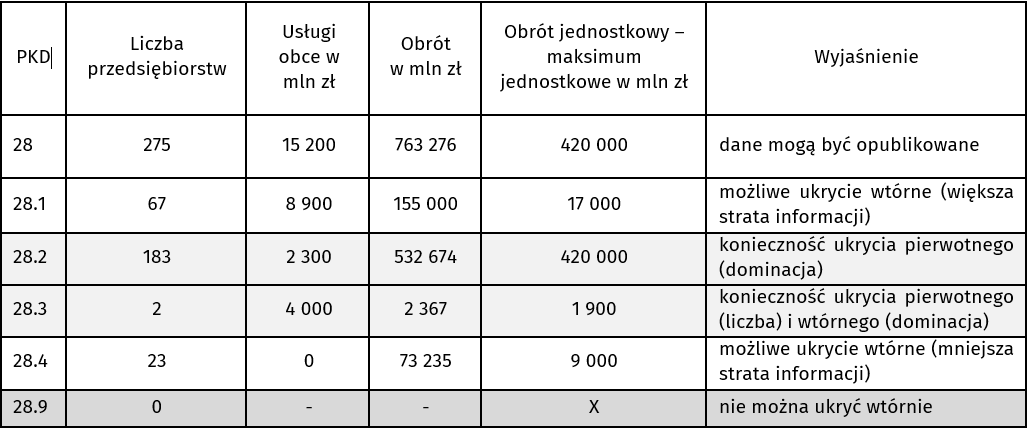 PKD
Liczba
przedsiębiorstw
Usługi
obce w
mln zł
Obrót
w mln zł
Obrót jednostkowy –
maksimum
jednostkowe w mln zł
Wyjaśnienie
28 275 15 200 763 276 420 000 dane mogą być opublikowane
28.1 67 8 900 155 000 17 000 możliwe ukrycie wtórne (większa
strata informacji)
28.2 183 2 300 532 674 420 000 konieczność ukrycia pierwotnego
(dominacja)
28.3 2 4 000 2 367 1 900 konieczność ukrycia pierwotnego
(liczba) i wtórnego (dominacja)
28.4 23 0 73 235 9 000 możliwe ukrycie wtórne (mniejsza
strata informacji)
28.9 0 - - X nie można ukryć wtórnie